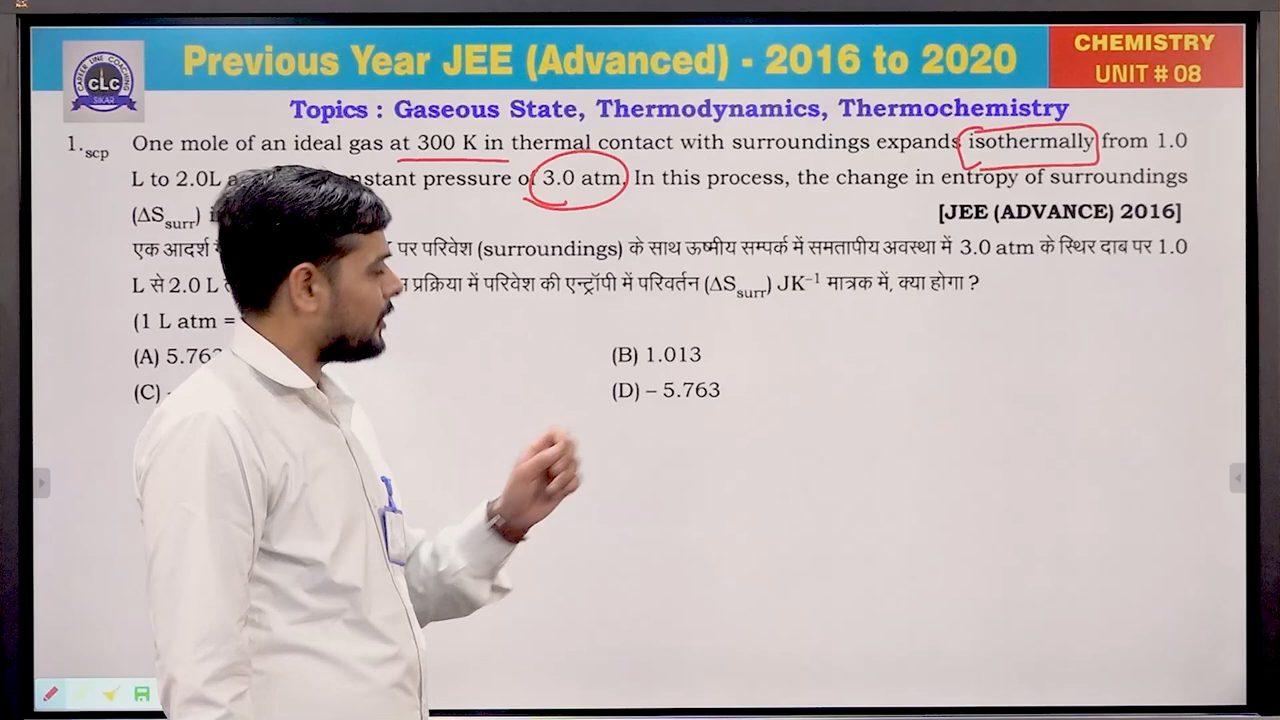 Previous Year JEE (Advanced) - 2016 to 2020
CHEMISTRY
UNIT # 08
CAREER LINE COACHING
CLC
SIKAR
Topics : Gaseous State, Thermodynamics, Thermochemistry
1.scp One mole of an ideal gas at 300 K in thermal contact with surroundings expands isothermally from 1.0
L to 2.0L pressure of 3.0 atm. In this process, the change in entropy of surroundings
(ΔSsurr)
[JEE (ADVANCE) 2016]
एक आदर्श पर परिवेश (surroundings) के साथ ऊष्मीय सम्पर्क में समतापीय अवस्था में 3.0 atm के स्थिर दाब पर 1.0
L से 2.0 L प्रक्रिया में परिवेश की एन्ट्रॉपी में परिवर्तन (ΔSsurr) JK⁻¹ मात्रक में, क्या होगा ?
(1 L atm =
(A) 5.763
(B) 1.013
(C) -
(D) – 5.763